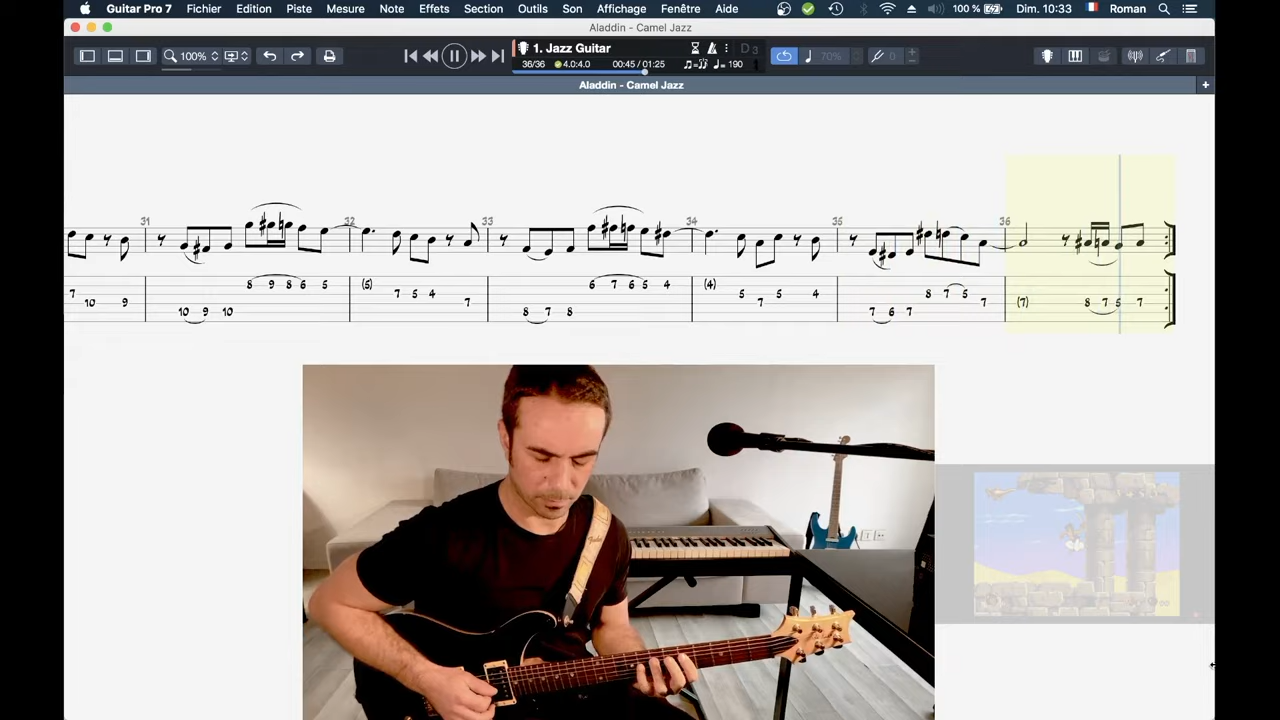 Guitar Pro 7 Fichier Edition Piste Mesure Note Effets Section Outils Son Affichage Fenêtre Aide 100 % Dim. 10:33 Roman
Aladdin - Camel Jazz
100% 1. Jazz Guitar D3 70% 0
36/36 4.0:4.0 00:45 / 01:25 = 190 1
Aladdin - Camel Jazz +
31 32 33 34 35 36
8 9 8 6 5 (5) 6 7 6 5 4 (4)
7 7 5 4 5 5 4 8 7 5
10 9 7 7 7 (7) 8 7 5 7
10 9 10 8 7 8 7 6 7